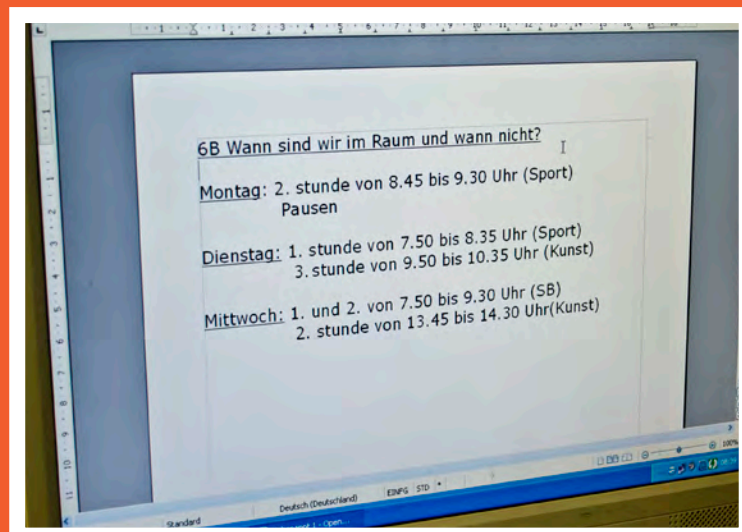 6B Wann sind wir im Raum und wann nicht?
Montag: 2. stunde von 8.45 bis 9.30 Uhr (Sport)
Pausen
Dienstag: 1. stunde von 7.50 bis 8.35 Uhr (Sport)
3. stunde von 9.50 bis 10.35 Uhr (Kunst)
Mittwoch: 1. und 2. von 7.50 bis 9.30 Uhr (SB)
2. stunde von 13.45 bis 14.30 Uhr(Kunst)
100%
Standard Deutsch (Deutschland) EINFG STD *